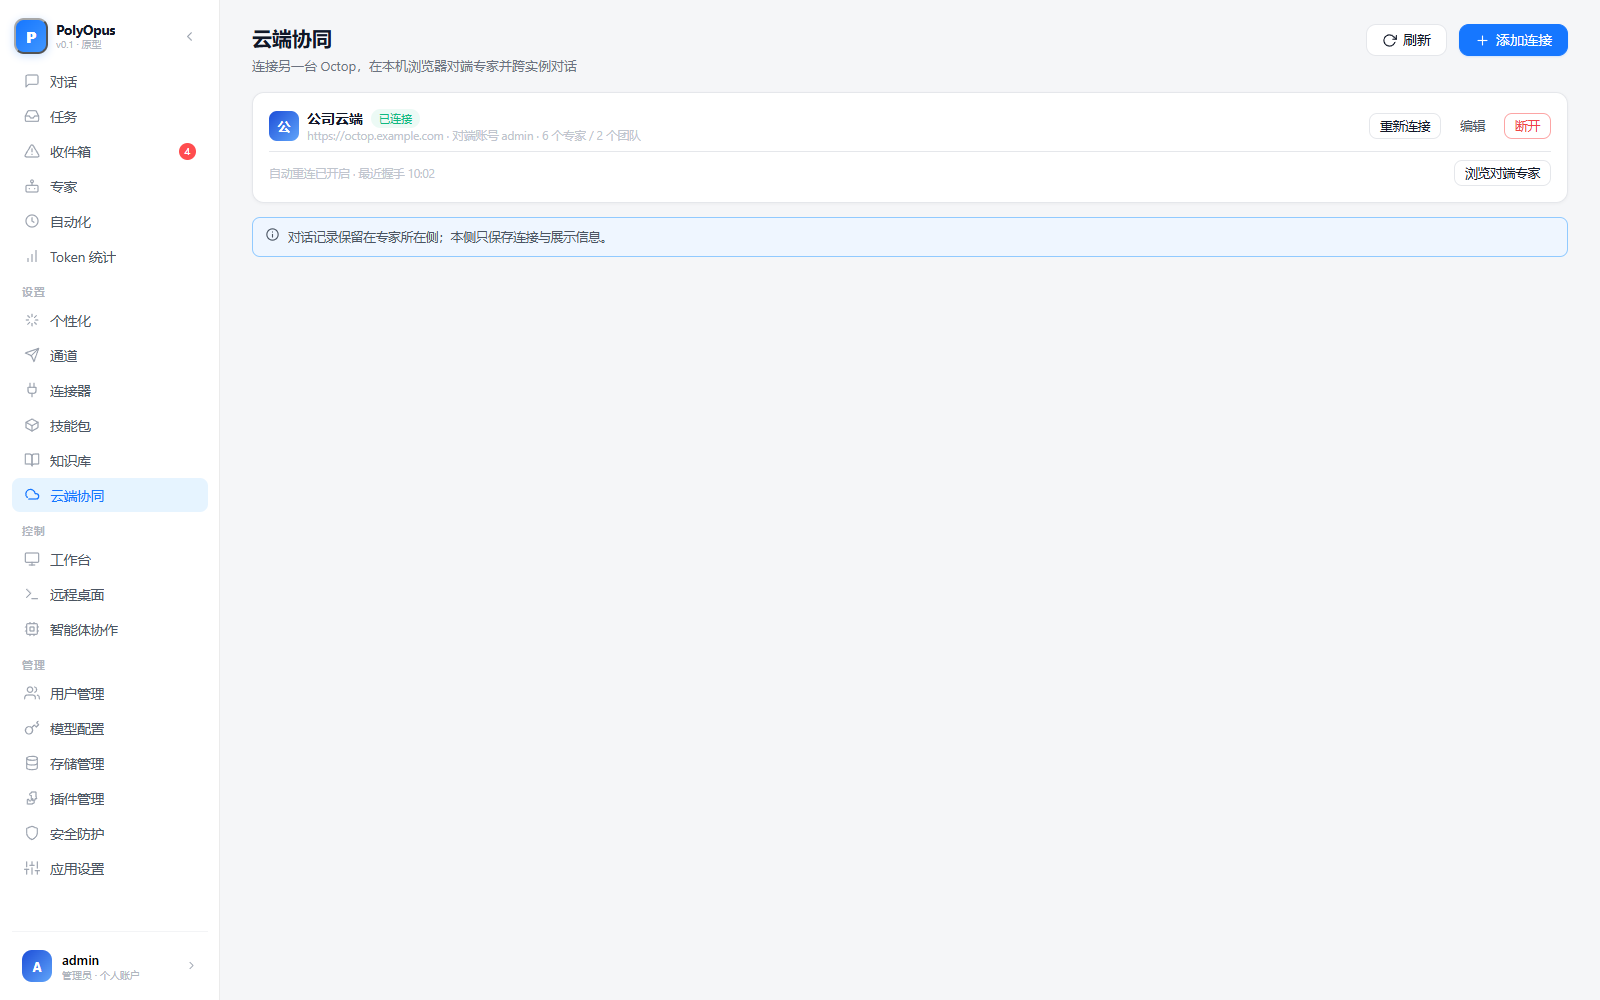 P
PolyOpus
v0.1 · 原型
对话
任务
收件箱
4
专家
自动化
Token 统计
设置
个性化
通道
连接器
技能包
知识库
云端协同
控制
工作台
远程桌面
智能体协作
管理
用户管理
模型配置
存储管理
插件管理
安全防护
应用设置
A
admin
管理员 · 个人账户
云端协同
连接另一台 Octop，在本机浏览器对端专家并跨实例对话
刷新
添加连接
公
公司云端
已连接
https://octop.example.com · 对端账号 admin · 6 个专家 / 2 个团队
重新连接
编辑
断开
自动重连已开启 · 最近握手 10:02
浏览对端专家
对话记录保留在专家所在侧；本侧只保存连接与展示信息。